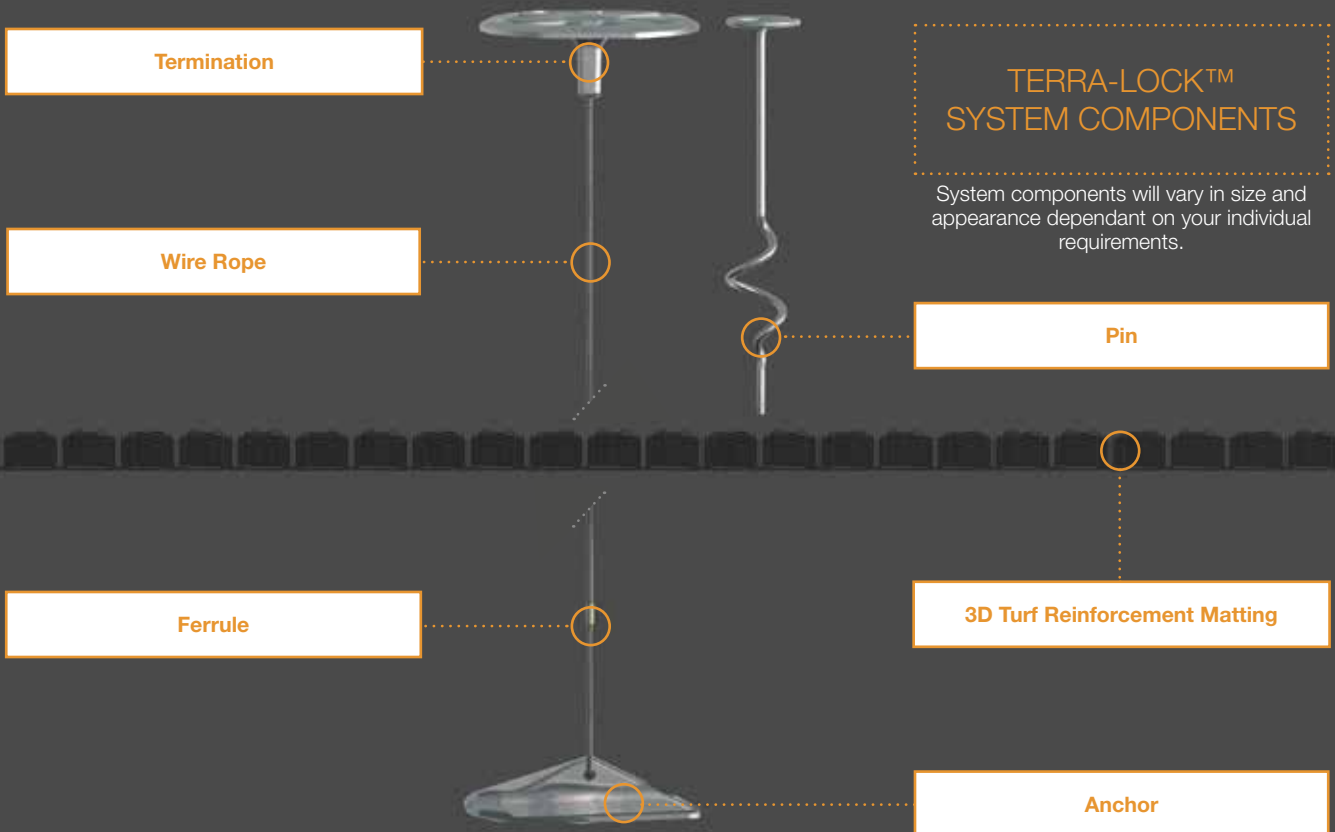 Termination
TERRA-LOCK™
SYSTEM COMPONENTS
System components will vary in size and
appearance dependant on your individual
requirements.
Wire Rope
Pin
Ferrule
3D Turf Reinforcement Matting
Anchor